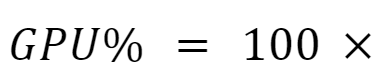 GPU% = 100 ×